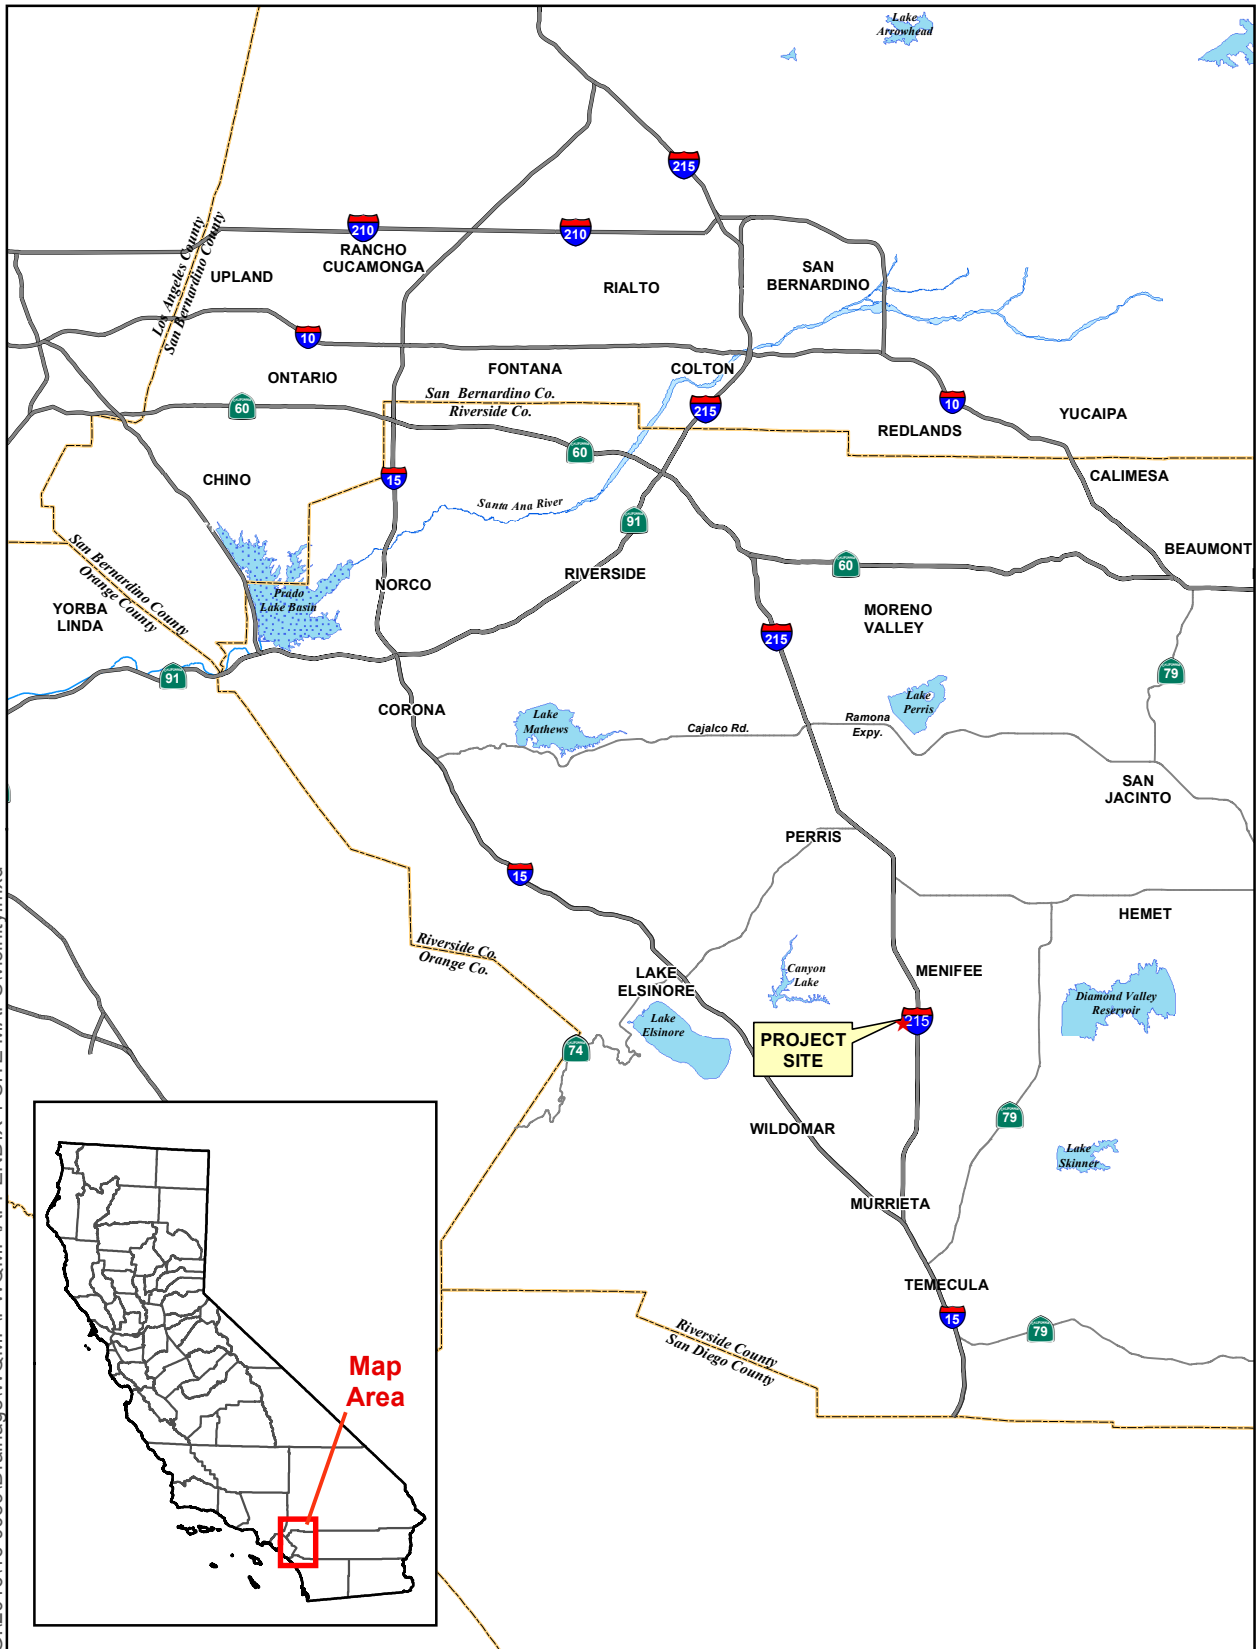 Lake
Arrowhead
215
210
210
RANCHO
CUCAMONGA
Los Angeles County
San Bernardino County
UPLAND
SAN
BERNARDINO
RIALTO
10
ONTARIO
FONTANA
COLTON
San Bernardino Co.
Riverside Co.
60
215
10
YUCAIPA
REDLANDS
60
CHINO
15
CALIMESA
Santa Ana River
CALIFORNIA
91
BEAUMONT
San Bernardino County
Orange County
NORCO
RIVERSIDE
60
Prado
Lake Basin
YORBA
LINDA
MORENO
VALLEY
215
91
79
Lake
Perris
CORONA
Lake
Mathews
Cajalco Rd.
Ramona
Expy.
SAN
JACINTO
PERRIS
15
HEMET
Riverside Co.
Orange Co.
LAKE
ELSINORE
Canyon
Lake
MENIFEE
Diamond Valley
Reservoir
Lake
Elsinore
215
PROJECT
SITE
74
79
WILDOMAR
Lake
Skinner
MURRIETA
TEMECULA
15
79
Riverside County
San Diego County
Map
Area